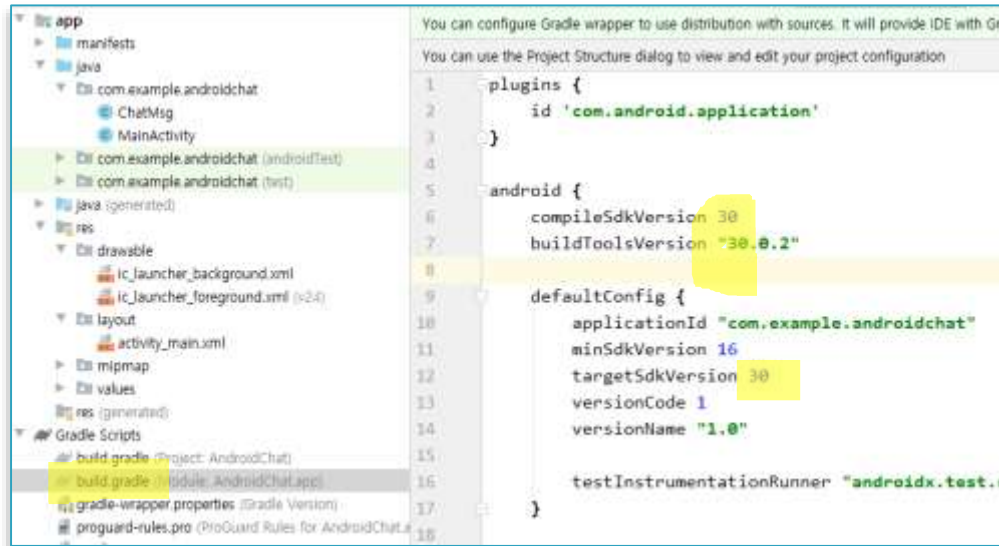 app
manifests
java
com.example.androidchat
ChatMsg
MainActivity
com.example.androidchat (androidTest)
com.example.androidchat (test)
java (generated)
res
drawable
ic_launcher_background.xml
ic_launcher_foreground.xml (v24)
layout
activity_main.xml
mipmap
values
res (generated)
Gradle Scripts
build.gradle (Project: AndroidChat)
build.gradle (Module: AndroidChat.app)
gradle-wrapper.properties (Gradle Version)
proguard-rules.pro (ProGuard Rules for AndroidChat.a
You can configure Gradle wrapper to use distribution with sources. It will provide IDE with Gr
You can use the Project Structure dialog to view and edit your project configuration
1 plugins {
2 id 'com.android.application'
3 }
4
5 android {
6 compileSdkVersion 30
7 buildToolsVersion "30.0.2"
8
9 defaultConfig {
10 applicationId "com.example.androidchat"
11 minSdkVersion 16
12 targetSdkVersion 30
13 versionCode 1
14 versionName "1.0"
15
16 testInstrumentationRunner "androidx.test.
17 }
18